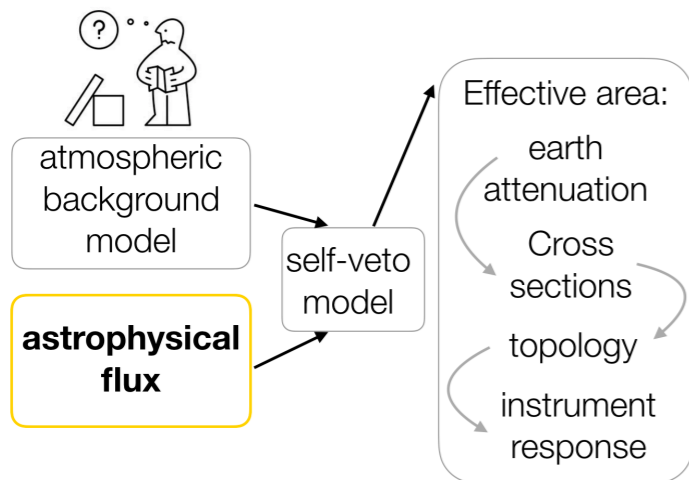 ?
atmospheric
background
model
astrophysical
flux
self-veto
model
Effective area:
earth
attenuation
Cross
sections
topology
instrument
response